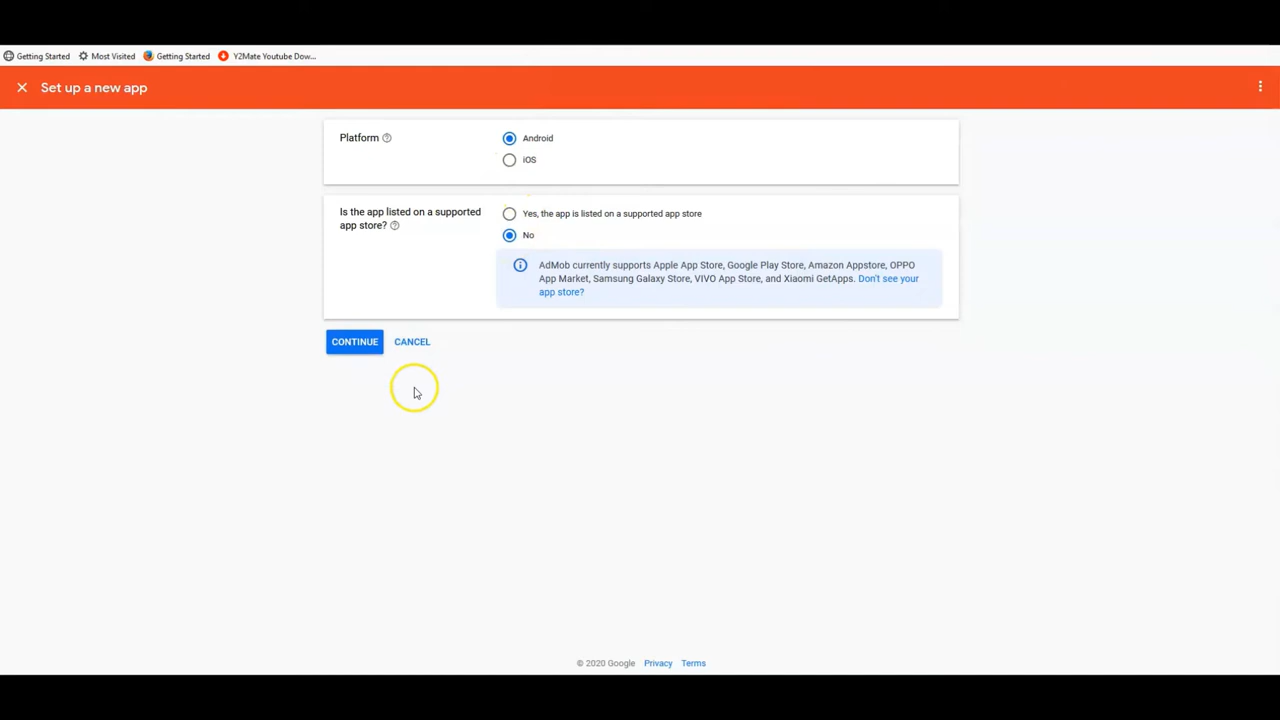 Getting Started Most Visited Getting Started Y2Mate Youtube Dow...
Set up a new app
Platform
Android
iOS
Is the app listed on a supported
app store?
Yes, the app is listed on a supported app store
No
AdMob currently supports Apple App Store, Google Play Store, Amazon Appstore, OPPO
App Market, Samsung Galaxy Store, VIVO App Store, and Xiaomi GetApps. Don't see your
app store?
CONTINUE CANCEL
© 2020 Google Privacy Terms